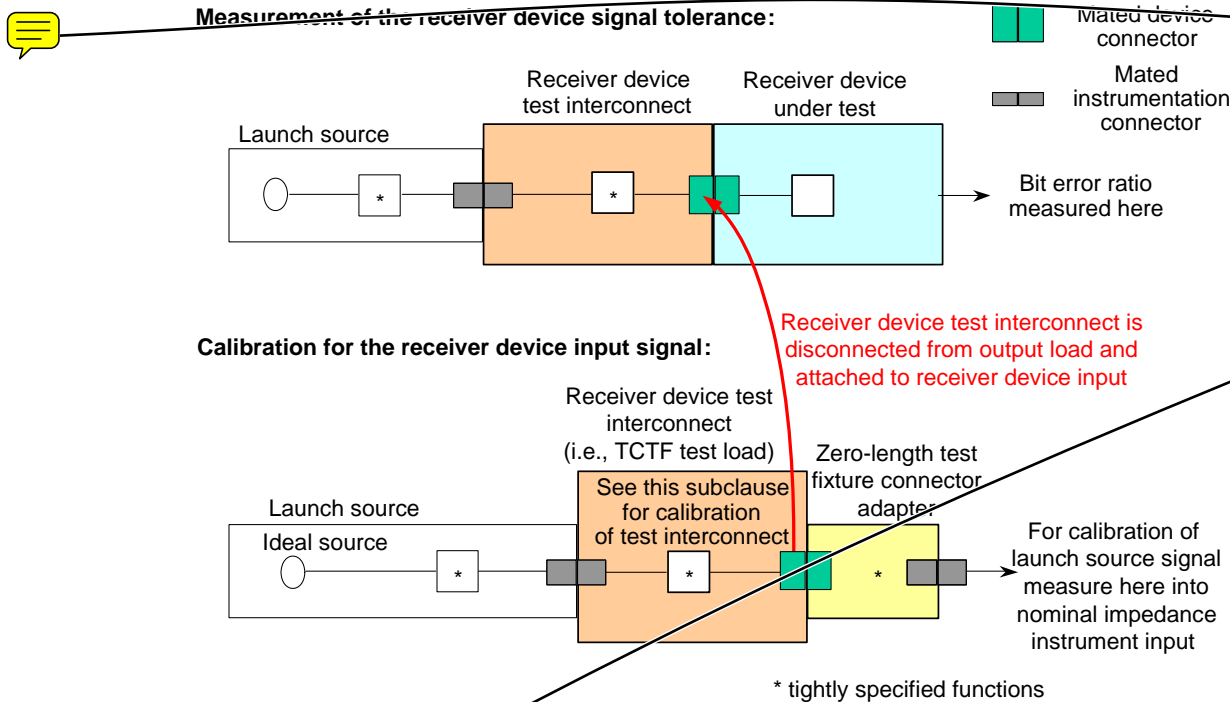 Measurement of the receiver device signal tolerance:
Mated device
connector
Mated
instrumentation
connector
Receiver device
test interconnect
Receiver device
under test
Launch source
*
*
Bit error ratio
measured here
Receiver device test interconnect is
disconnected from output load and
attached to receiver device input
Calibration for the receiver device input signal:
Receiver device test
interconnect
(i.e., TCTF test load)
Zero-length test
fixture connector
adapter
See this subclause
for calibration
of test interconnect
Launch source
Ideal source
*
*
*
For calibration of
launch source signal
measure here into
nominal impedance
instrument input
* tightly specified functions